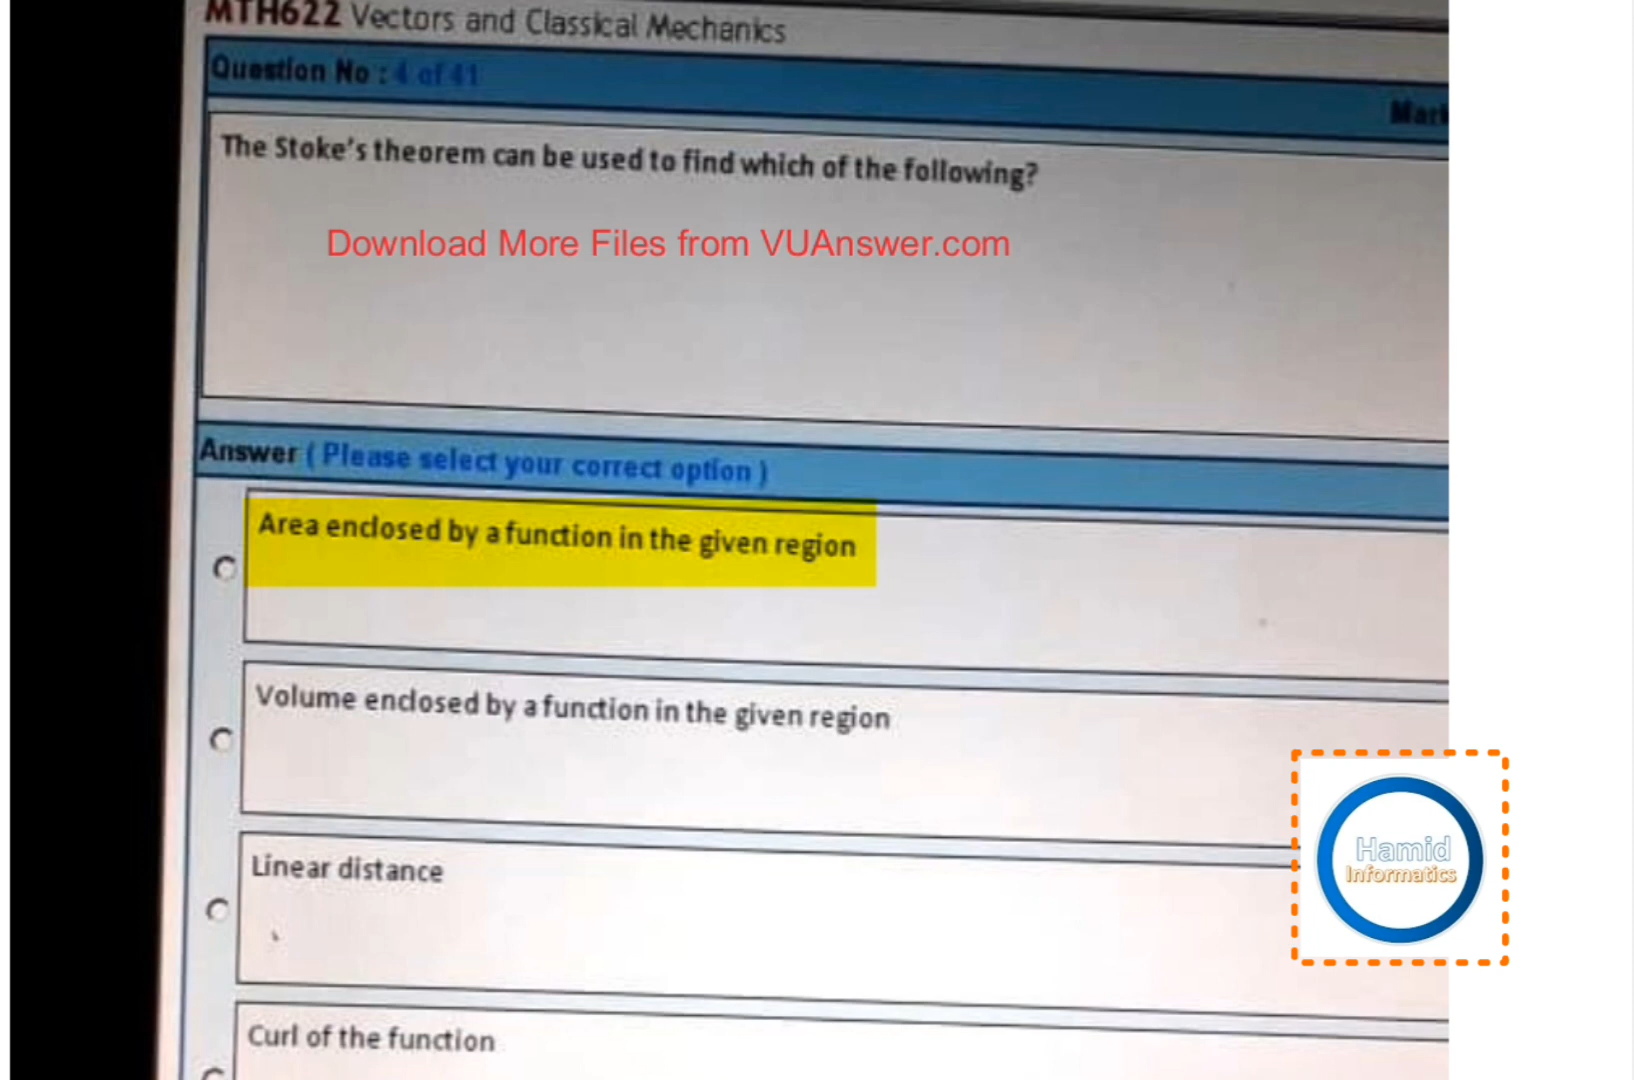 MTH622 Vectors and Classical Mechanics
Question No : 4 of 41
Mark
The Stoke's theorem can be used to find which of the following?
Download More Files from VUAnswer.com
Answer ( Please select your correct option )
Area enclosed by a function in the given region
Volume enclosed by a function in the given region
Linear distance
Curl of the function
Hamid
Informatics